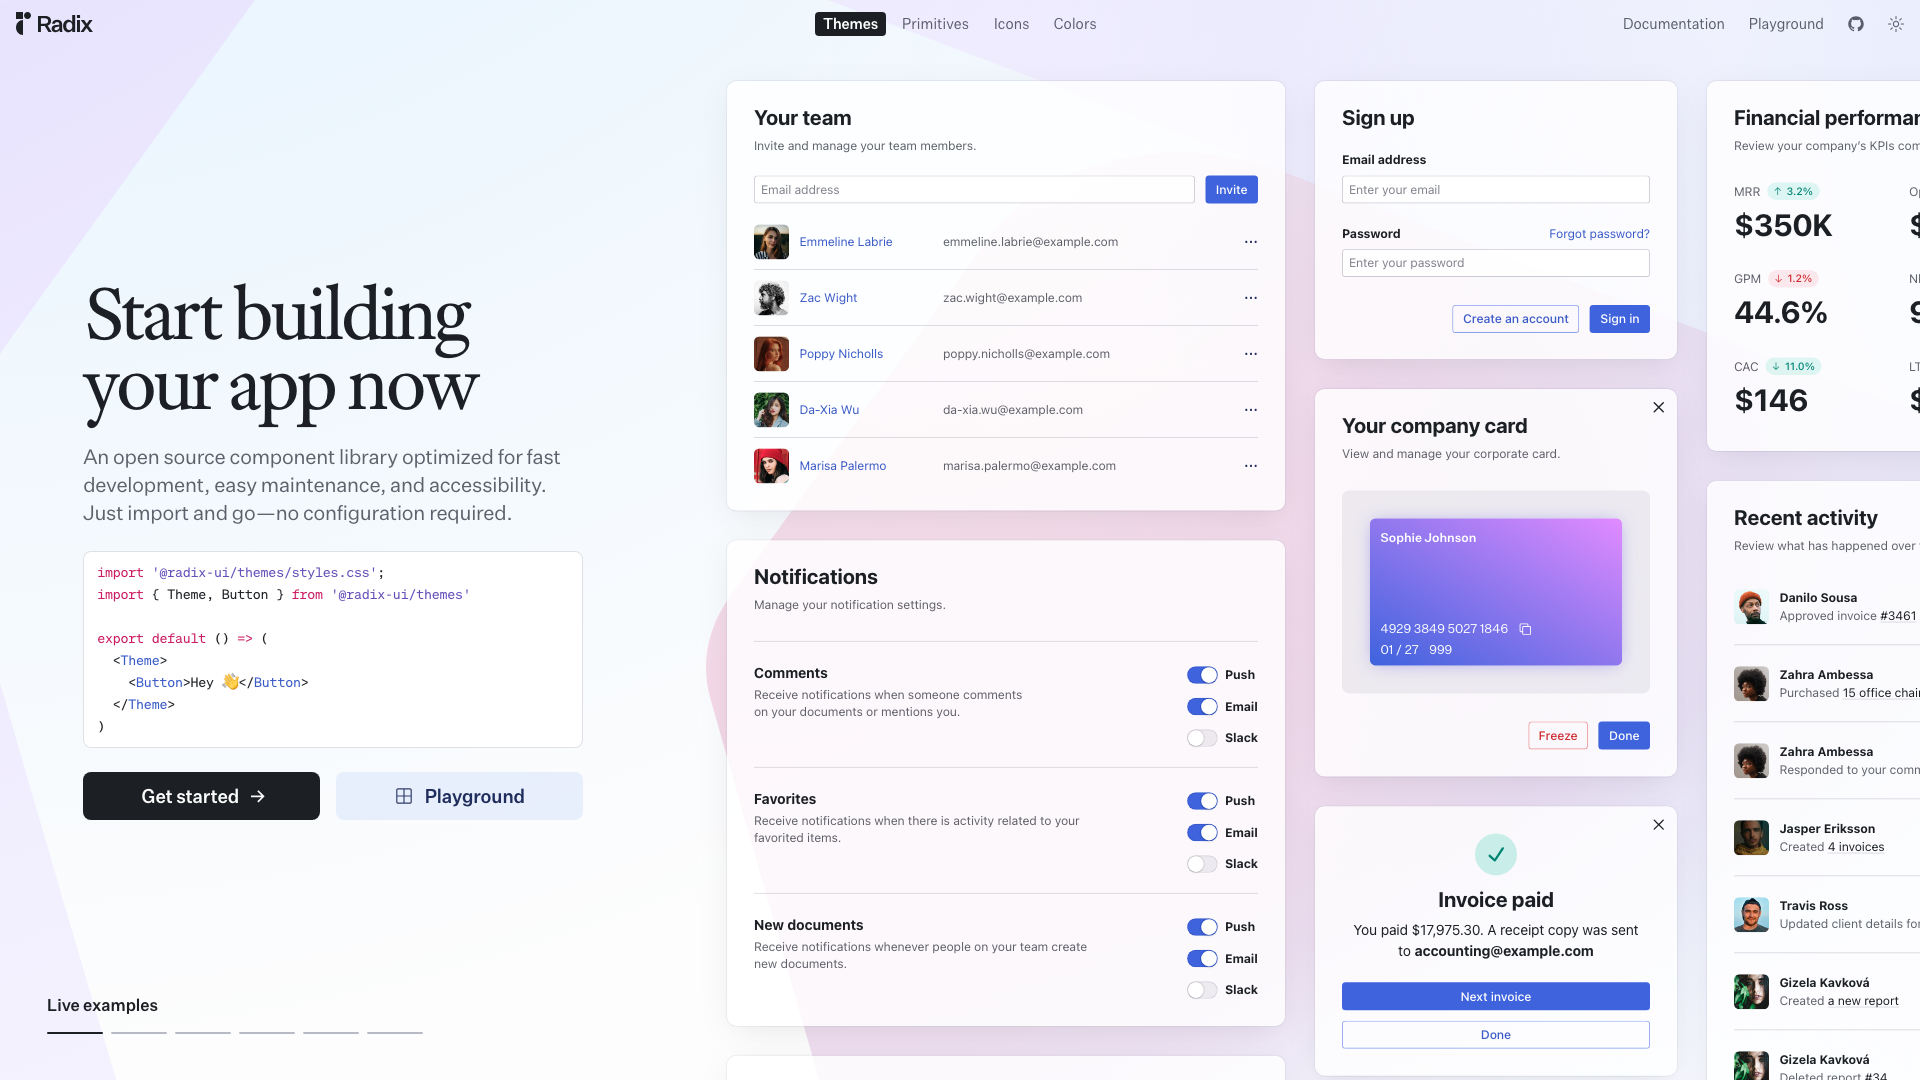 Radix
Themes
Primitives
Icons
Colors
Documentation
Playground
Start building
your app now
An open source component library optimized for fast
development, easy maintenance, and accessibility.
Just import and go—no configuration required.
import '@radix-ui/themes/styles.css';
import { Theme, Button } from '@radix-ui/themes'
export default () => (
<Theme>
<Button>Hey 👋</Button>
</Theme>
)
Get started →
Playground
Live examples
Your team
Invite and manage your team members.
Email address
Invite
Emmeline Labrie emmeline.labrie@example.com
Zac Wight zac.wight@example.com
Poppy Nicholls poppy.nicholls@example.com
Da-Xia Wu da-xia.wu@example.com
Marisa Palermo marisa.palermo@example.com
Notifications
Manage your notification settings.
Comments
Receive notifications when someone comments
on your documents or mentions you.
Push
Email
Slack
Favorites
Receive notifications when there is activity related to your
favorited items.
Push
Email
Slack
New documents
Receive notifications whenever people on your team create
new documents.
Push
Email
Slack
Sign up
Email address
Enter your email
Password
Forgot password?
Enter your password
Create an account
Sign in
Your company card
View and manage your corporate card.
Sophie Johnson
4929 3849 5027 1846
01 / 27 999
Freeze
Done
Invoice paid
You paid $17,975.30. A receipt copy was sent
to accounting@example.com
Next invoice
Done
Financial
Review your company's KPIs
MRR ↑ 3.2%
$350K
GPM ↓ 1.2%
44.6%
CAC ↓ 11.0%
$146
Recent activity
Review what has happened over
Danilo Sousa
Approved invoice #3461
Zahra Ambessa
Purchased 15 office
Zahra Ambessa
Responded to your
Jasper Eriksson
Created 4 invoices
Travis Ross
Updated client details
Gizela Kavková
Created a new report
Gizela Kavková
Deleted report #34